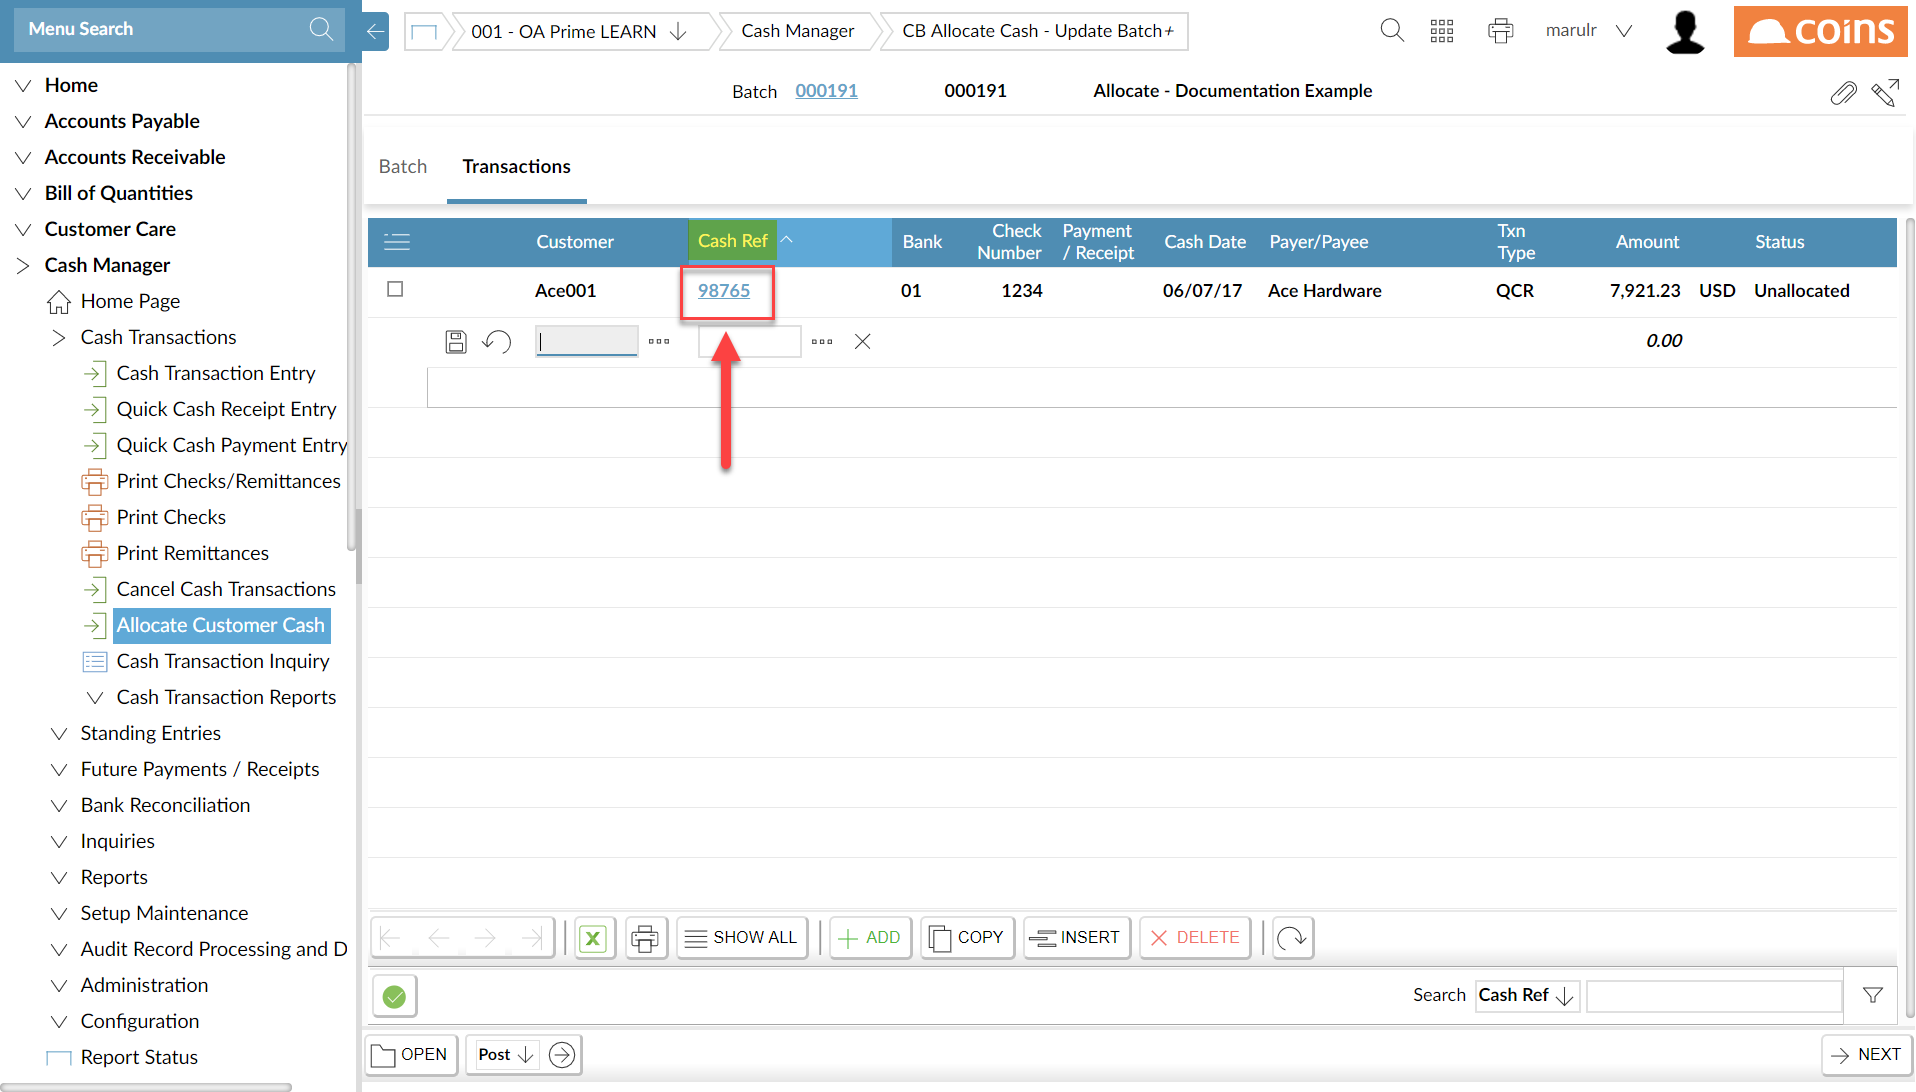 Menu Search
001 - OA Prime LEARN
Cash Manager
CB Allocate Cash - Update Batch+
marulr
coins
Batch 000191 000191 Allocate - Documentation Example
Home
Accounts Payable
Accounts Receivable
Bill of Quantities
Customer Care
Cash Manager
Home Page
Cash Transactions
Cash Transaction Entry
Quick Cash Receipt Entry
Quick Cash Payment Entry
Print Checks/Remittances
Print Checks
Print Remittances
Cancel Cash Transactions
Allocate Customer Cash
Cash Transaction Inquiry
Cash Transaction Reports
Standing Entries
Future Payments / Receipts
Bank Reconciliation
Inquiries
Reports
Setup Maintenance
Audit Record Processing and D
Administration
Configuration
Report Status
Batch Transactions
Customer Cash Ref Bank Check Number Payment / Receipt Cash Date Payer/Payee Txn Type Amount Status
Ace001 98765 01 1234 06/07/17 Ace Hardware QCR 7,921.23 USD Unallocated
0.00
SHOW ALL ADD COPY INSERT DELETE
Search Cash Ref
OPEN Post NEXT